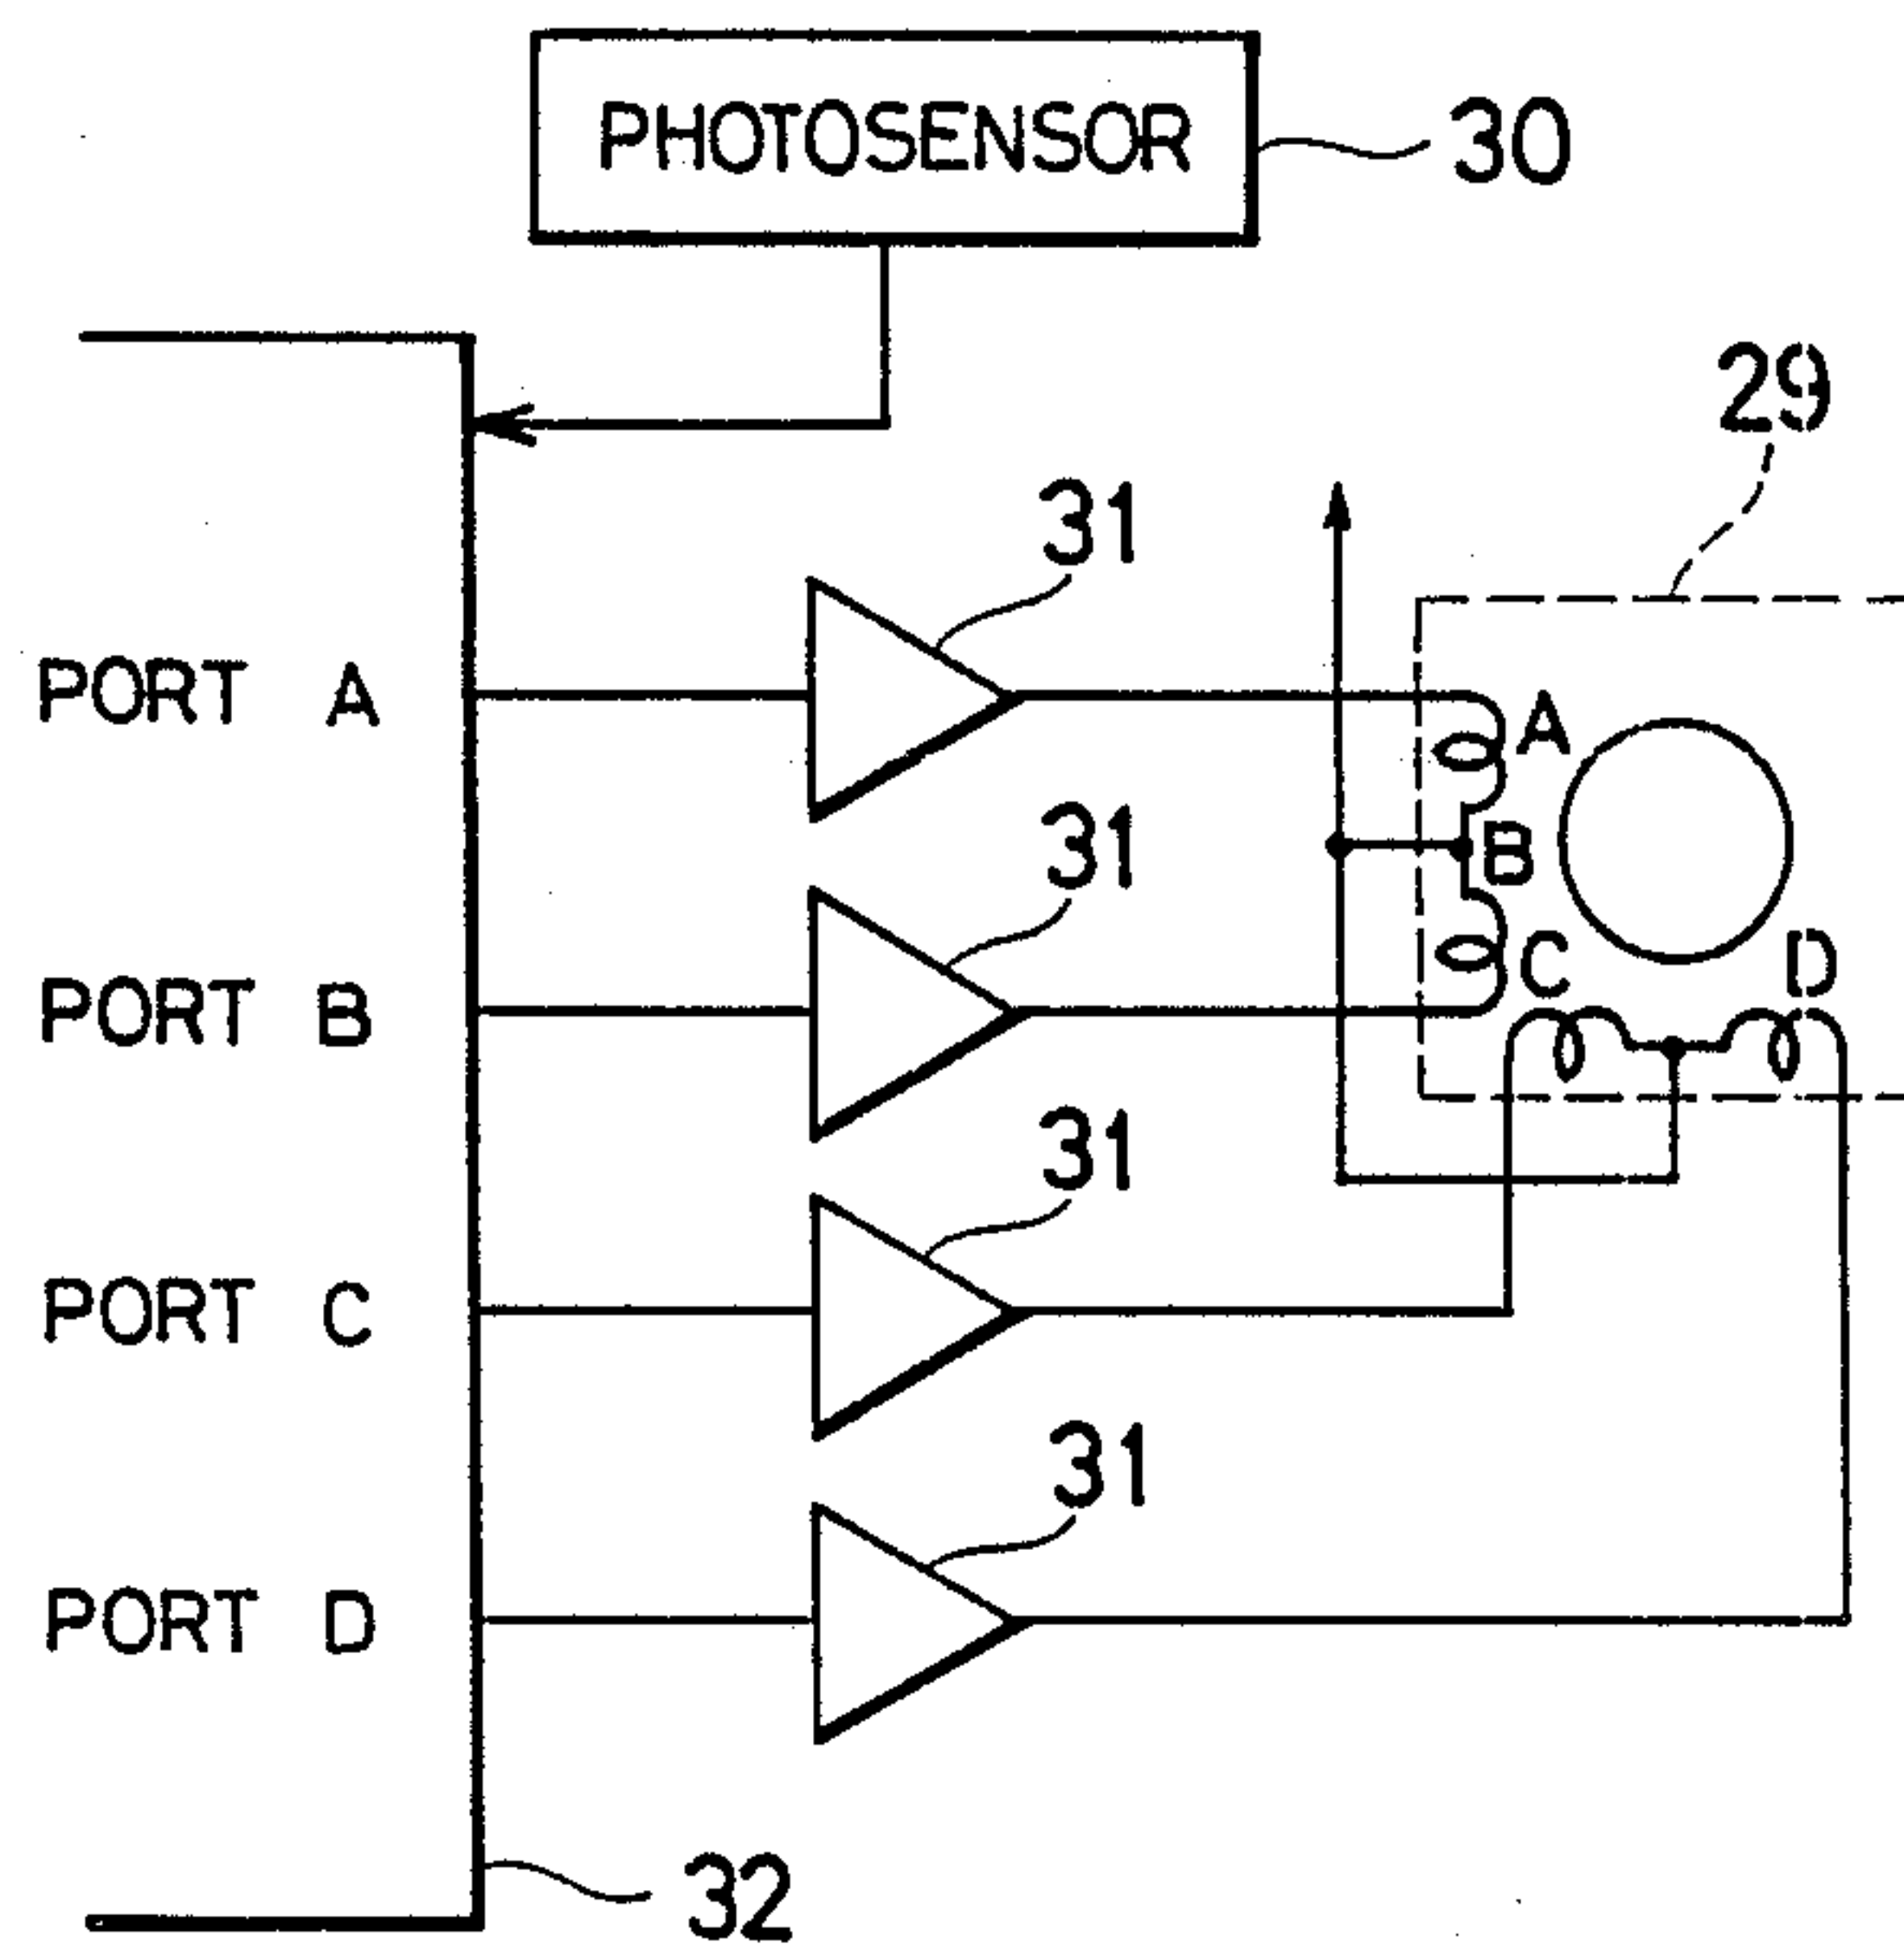 PHOTOSENSOR
30
29
31
PORT A
A
31
B
PORT B
C
D
31
PORT C
31
PORT D
32